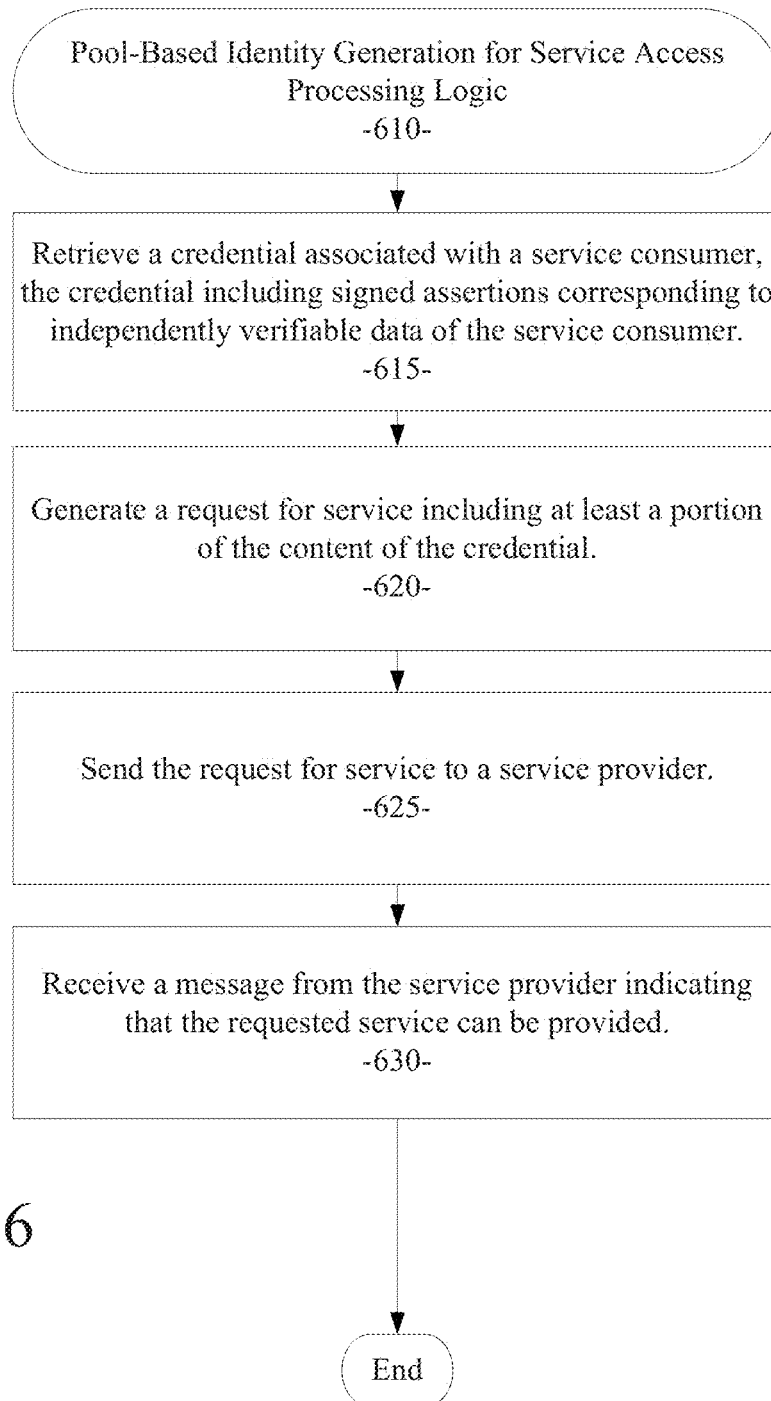 Pool-Based Identity Generation for Service Access
Processing Logic
-610-
Retrieve a credential associated with a service consumer,
the credential including signed assertions corresponding to
independently verifiable data of the service consumer.
-615-
Generate a request for service including at least a portion
of the content of the credential.
-620-
Send the request for service to a service provider.
-625-
Receive a message from the service provider indicating
that the requested service can be provided.
-630-
6
End